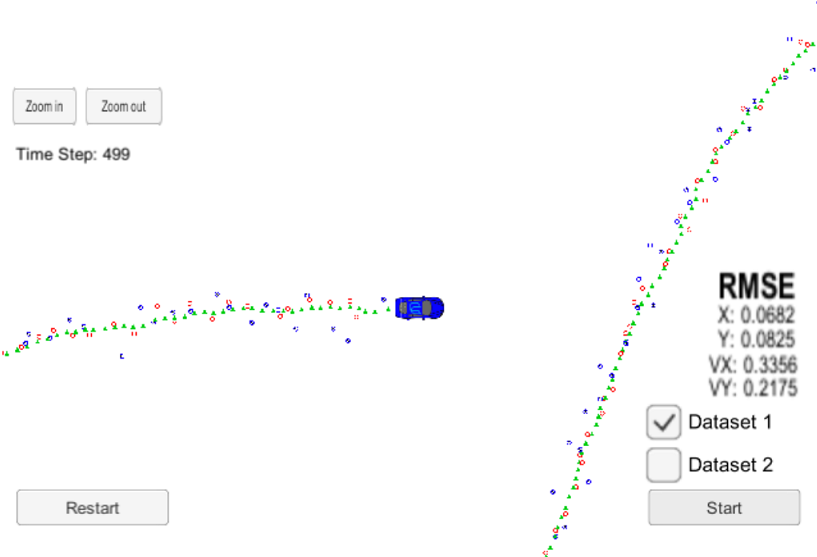 Zoom in
Zoom out
Time Step: 499
RMSE
X: 0.0682
Y: 0.0825
VX: 0.3356
VY: 0.2175
Dataset 1
Dataset 2
Restart
Start